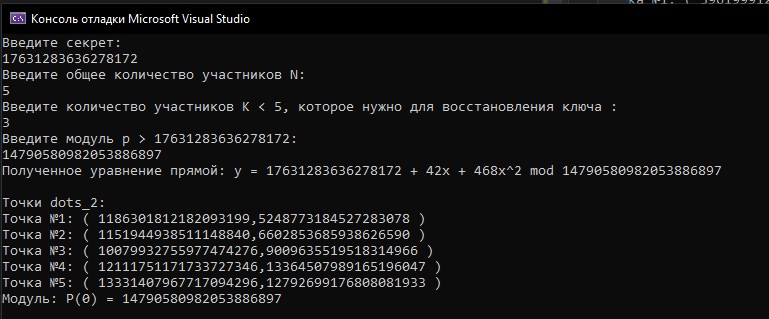 Консоль отладки Microsoft Visual Studio
Введите секрет:
17631283636278172
Введите общее количество участников N:
5
Введите количество участников K < 5, которое нужно для восстановления ключа :
3
Введите модуль p > 17631283636278172:
14790580982053886897
Полученное уравнение прямой: y = 17631283636278172 + 42x + 468x^2 mod 14790580982053886897
Точки dots_2:
Точка №1: ( 1186301812182093199,5248773184527283078 )
Точка №2: ( 1151944938511148840,6602853685938626590 )
Точка №3: ( 10079932755977474276,9009635519518314966 )
Точка №4: ( 12111751171733727346,13364507989165196047 )
Точка №5: ( 13331407967717094296,12792699176808081933 )
Модуль: P(0) = 14790580982053886897